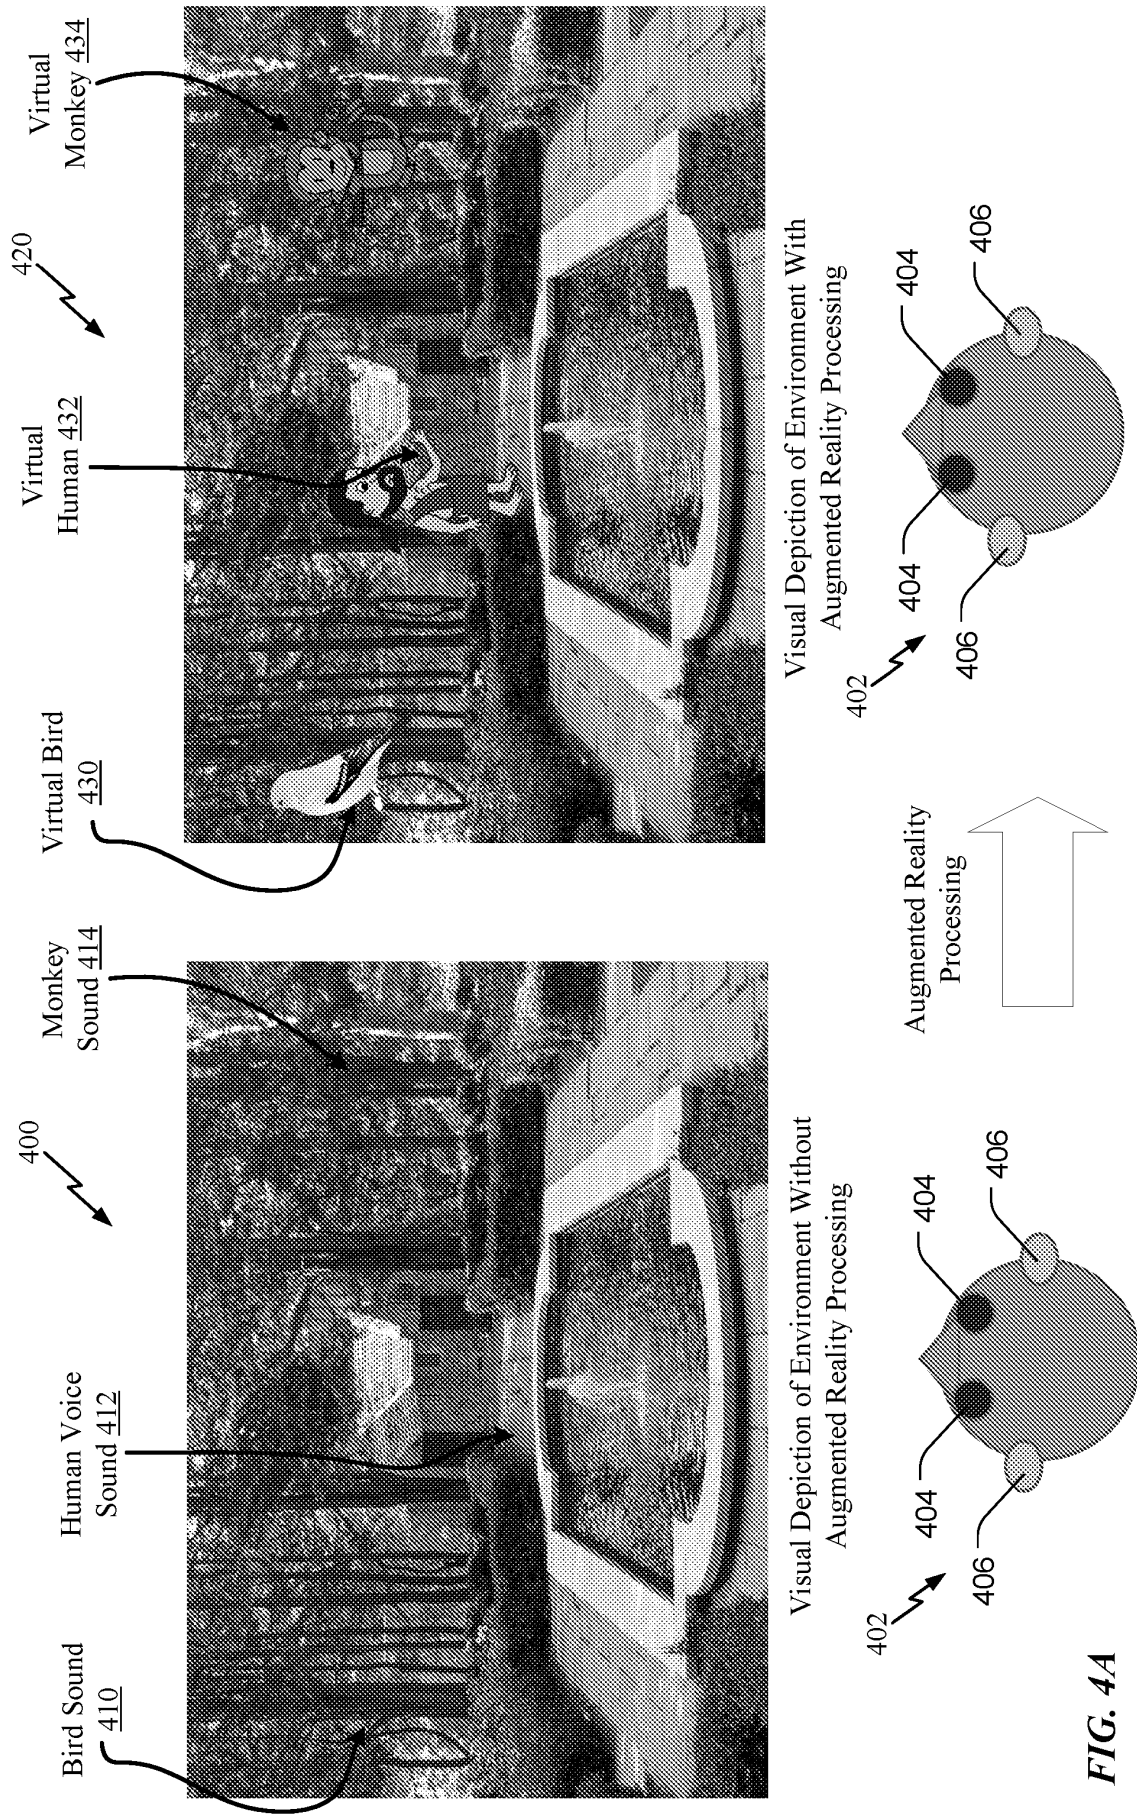 400
Bird Sound
410
Human Voice
Sound 412
Monkey
Sound 414
Visual Depiction of Environment Without
Augmented Reality Processing
402
404
404
406
406
Augmented Reality
Processing
420
Virtual Bird
430
Virtual
Human 432
Virtual
Monkey 434
Visual Depiction of Environment With
Augmented Reality Processing
402
404
404
406
406
FIG. 4A